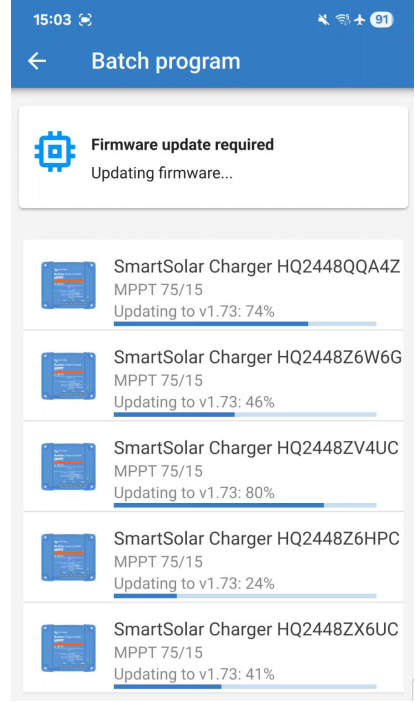 15:03
91
Batch program
Firmware update required
Updating firmware...
SmartSolar Charger HQ2448QQA4Z
MPPT 75/15
Updating to v1.73: 74%
SmartSolar Charger HQ2448Z6W6G
MPPT 75/15
Updating to v1.73: 46%
SmartSolar Charger HQ2448ZV4UC
MPPT 75/15
Updating to v1.73: 80%
SmartSolar Charger HQ2448Z6HPC
MPPT 75/15
Updating to v1.73: 24%
SmartSolar Charger HQ2448ZX6UC
MPPT 75/15
Updating to v1.73: 41%